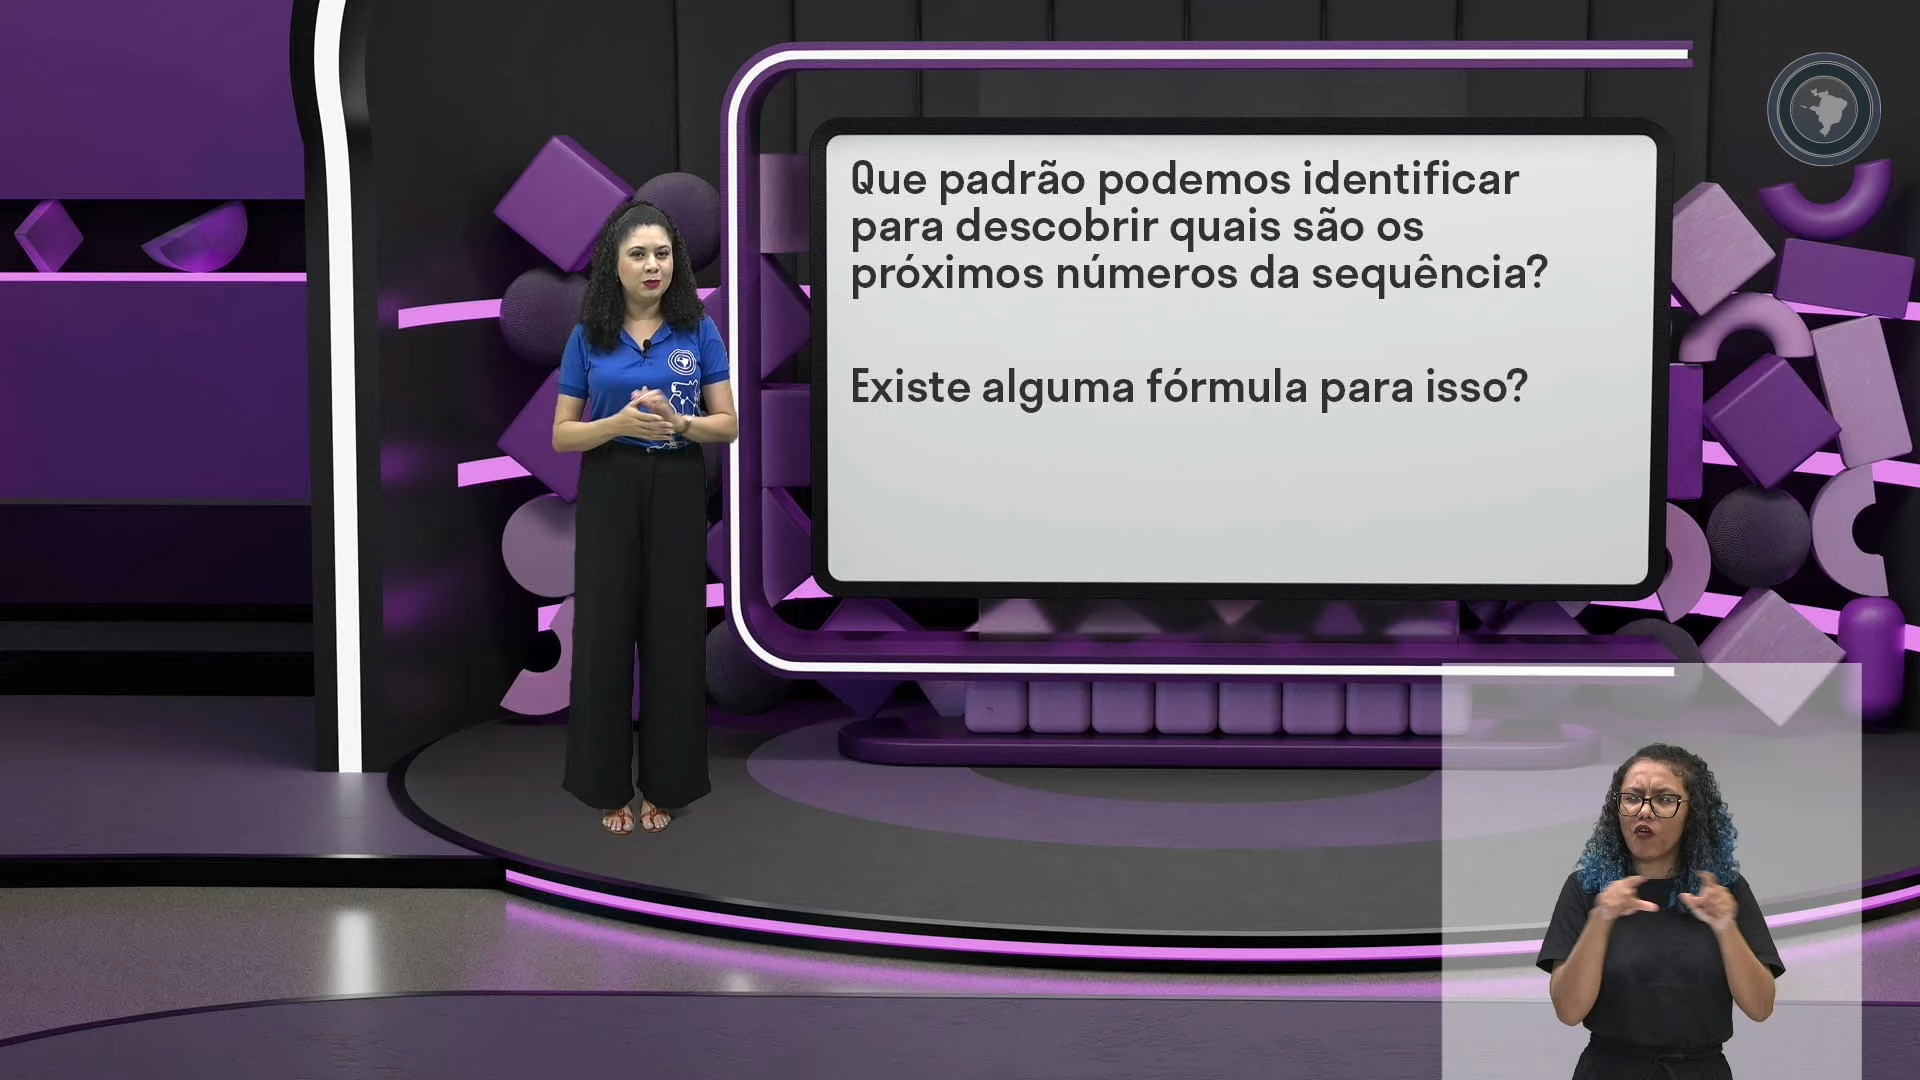 Que padrão podemos identificar
para descobrir quais são os
próximos números da sequência?
Existe alguma fórmula para isso?